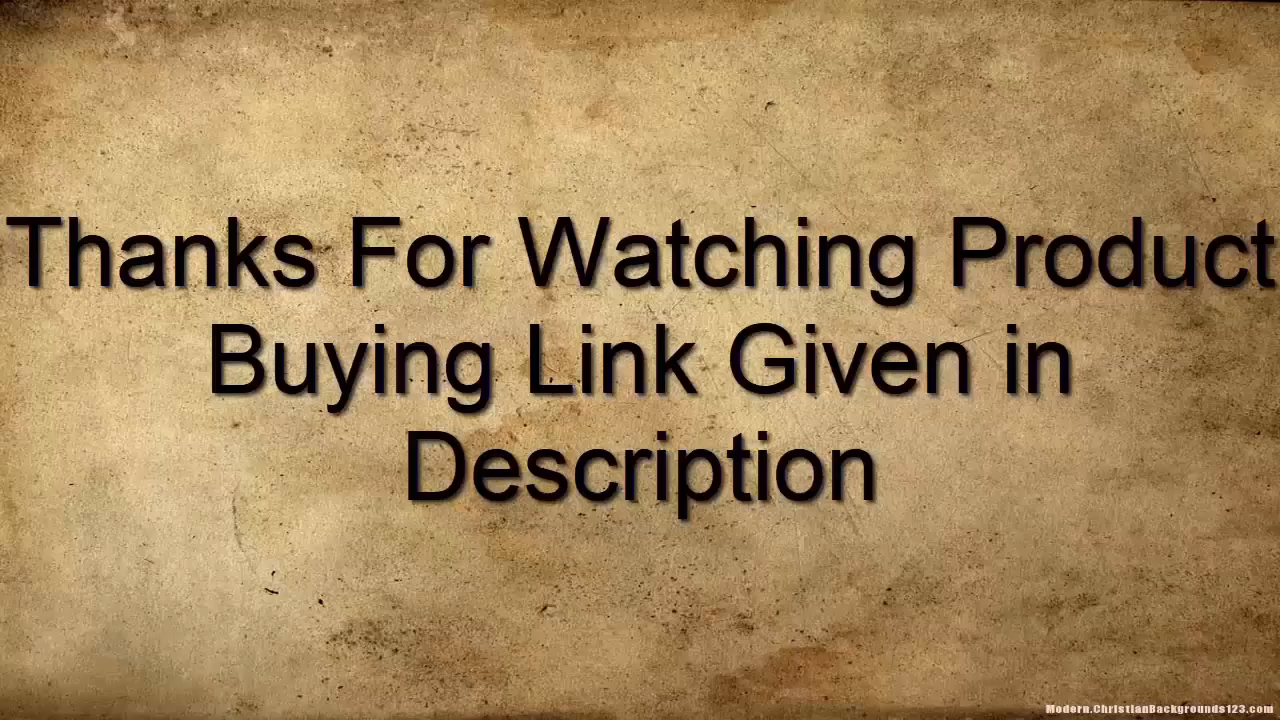 Thanks For Watching Product
Buying Link Given in
Description
Modern.ChristianBackgrounds123.com